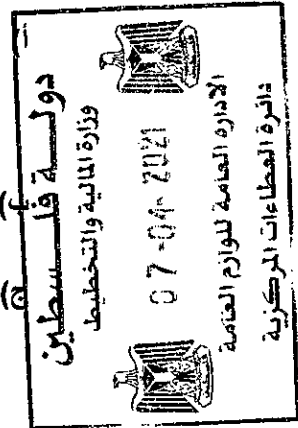 دولة فلسطين
وزارة المالية والتخطيط
07-04-2021
الادارة العامة للوازم العامة
دائرة العطاءات المركزية